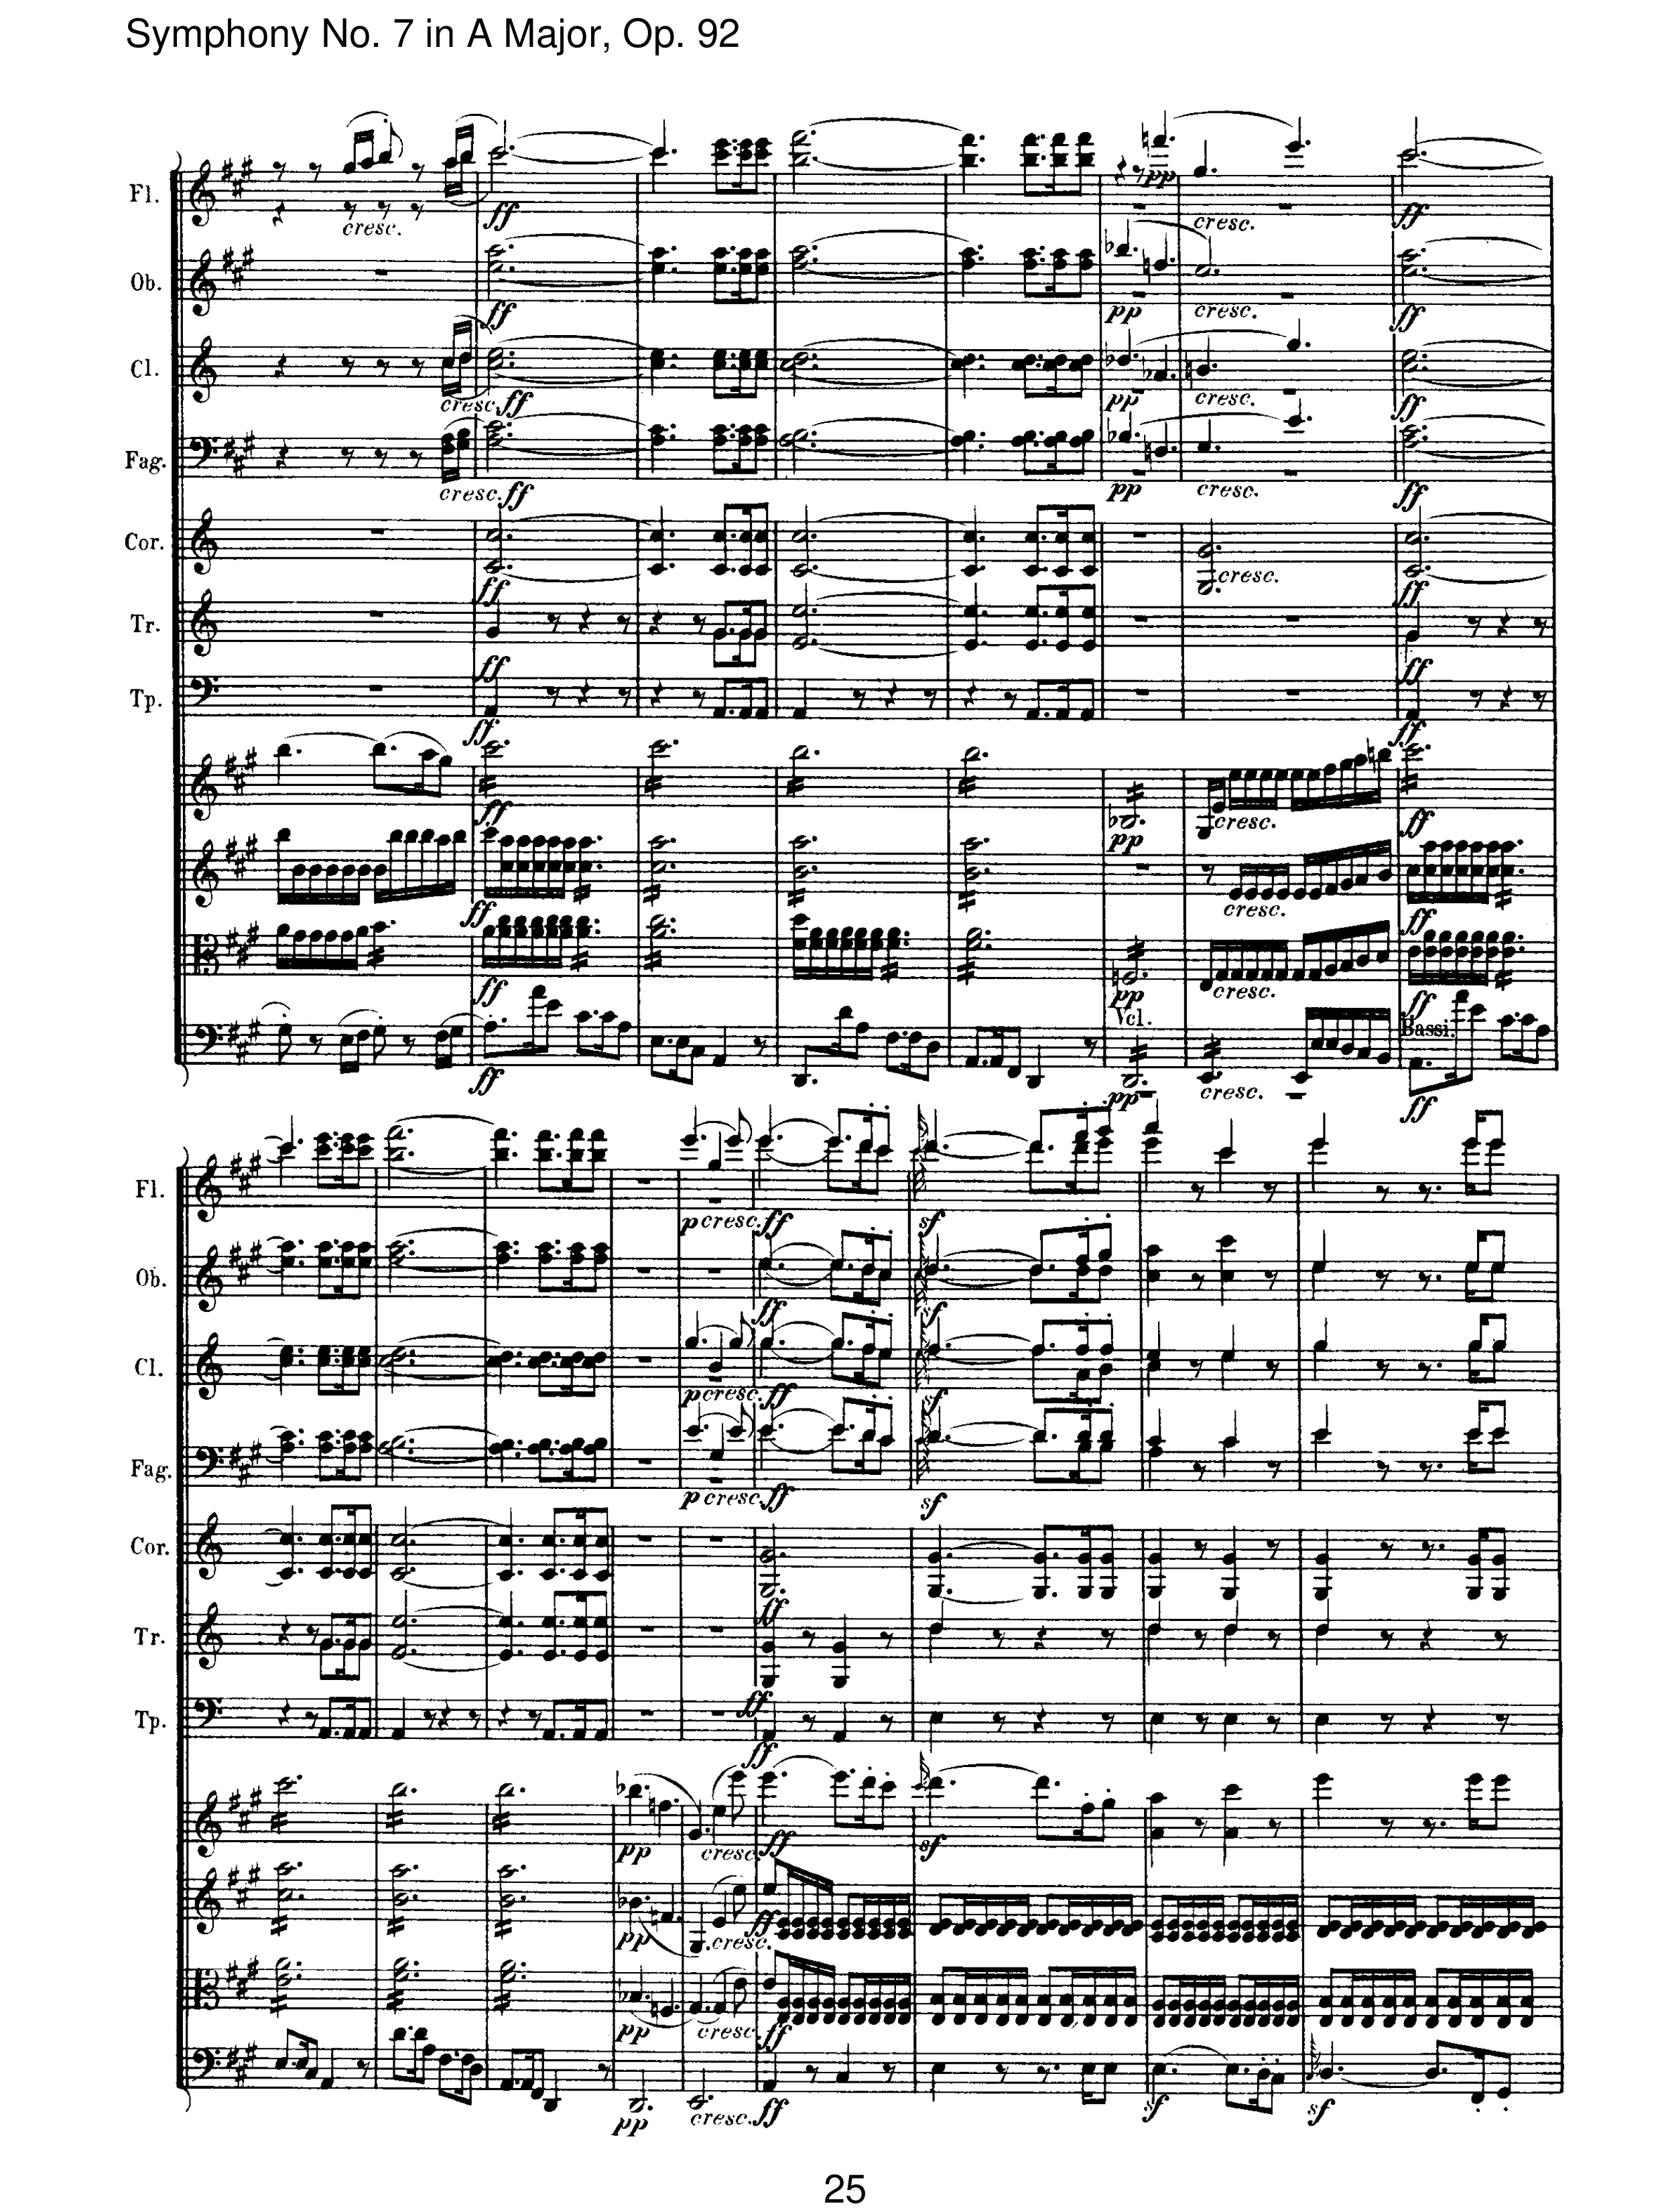 Symphony No. 7 in A Major, Op. 92
pp
Fl.
cresc.
ff
cresc.
ff
Ob.
ff
pp
cresc.
ff
Cl.
cresc. ff
pp
cresc.
ff
Fag.
cresc. ff
pp
cresc.
ff
Cor.
ff
cresc.
ff
Tr.
ff
ff
Tp.
ff
ff
ff
pp
cresc.
ff
ff
cresc.
ff
ff
pp
cresc.
ff
Vcl.
Bassi.
ff
pp
cresc.
ff
Fl.
p cresc. ff
sf
Ob.
ff
sf
Cl.
p cresc. ff
sf
Fag.
p cresc. ff
sf
Cor.
ff
Tr.
ff
Tp.
ff
pp
cresc. ff
sf
pp
cresc.
ff
pp
cresc. ff
pp
cresc. ff
sf
sf
25